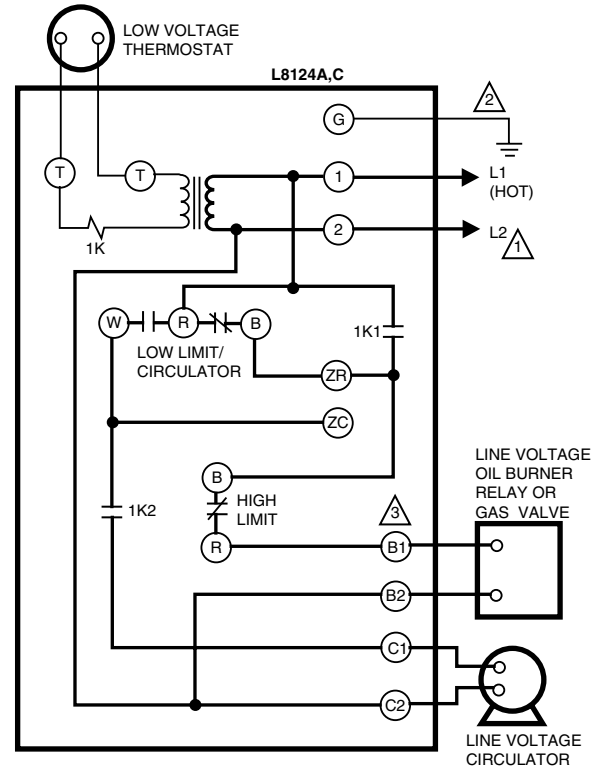 LOW VOLTAGE
THERMOSTAT
L8124A,C
G
2
T
T
1
L1
(HOT)
1K
2
L2
1
W
R
B
1K1
LOW LIMIT/
CIRCULATOR
ZR
ZC
B
HIGH
LIMIT
R
1K2
3
LINE VOLTAGE
OIL BURNER
RELAY OR
GAS VALVE
B1
B2
C1
C2
LINE VOLTAGE
CIRCULATOR